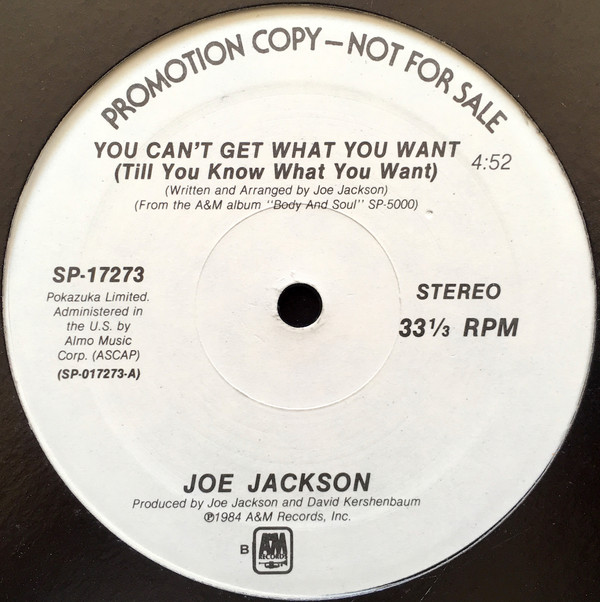 PROMOTION COPY—NOT FOR SALE
YOU CAN'T GET WHAT YOU WANT
(Till You Know What You Want)
4:52
(Written and Arranged by Joe Jackson)
(From the A&M album "Body And Soul" SP-5000)
SP-17273
Pokazuka Limited.
Administered in
the U.S. by
Almo Music
Corp. (ASCAP)
(SP-017273-A)
STEREO
33⅓ RPM
JOE JACKSON
Produced by Joe Jackson and David Kershenbaum
℗1984 A&M Records, Inc.
B
A&M
RECORDS